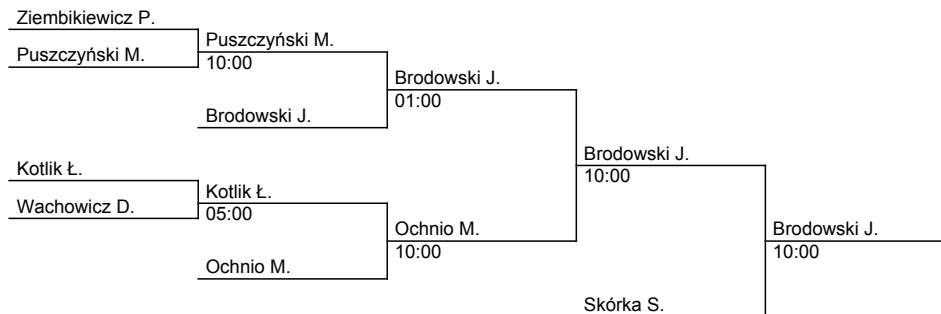 Ziembikiewicz P.
Puszczyński M.
Puszczyński M.
10:00
Brodowski J.
01:00
Brodowski J.
Brodowski J.
10:00
Kotlik Ł.
Kotlik Ł.
05:00
Wachowicz D.
Ochnio M.
10:00
Brodowski J.
10:00
Ochnio M.
Skórka S.